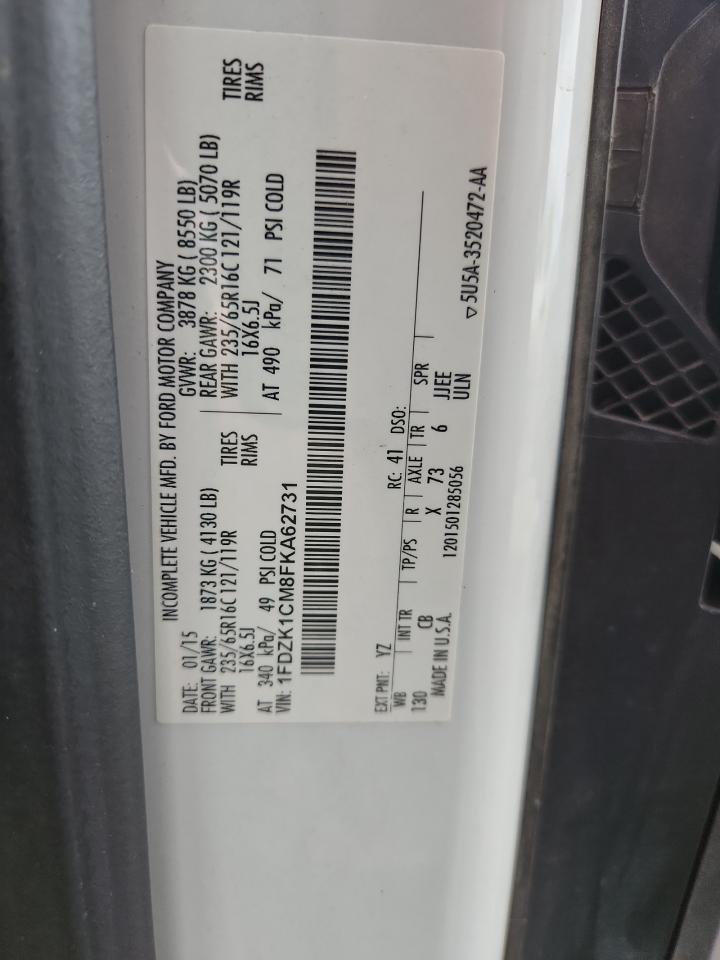 INCOMPLETE VEHICLE MFD. BY FORD MOTOR COMPANY
DATE: 01/15 GVWR: 3878 KG ( 8550 LB)
FRONT GAWR: 1873 KG ( 4130 LB) REAR GAWR: 2300 KG ( 5070 LB)
WITH 235/65R16C 121/119R TIRES WITH 235/65R16C 121/119R TIRES
16X6.5J RIMS 16X6.5J RIMS
AT 340 kPa/ 49 PSI COLD AT 490 kPa/ 71 PSI COLD
VIN: 1FDZK1CM8FKA62731
EXT PNT: YZ RC: 41 DSO:
WB INT TR TP/PS R AXLE TR SPR
130 CB X 73 6 JJEE
MADE IN U.S.A. 1201501285056 ULN
▽5U5A-3520472-AA